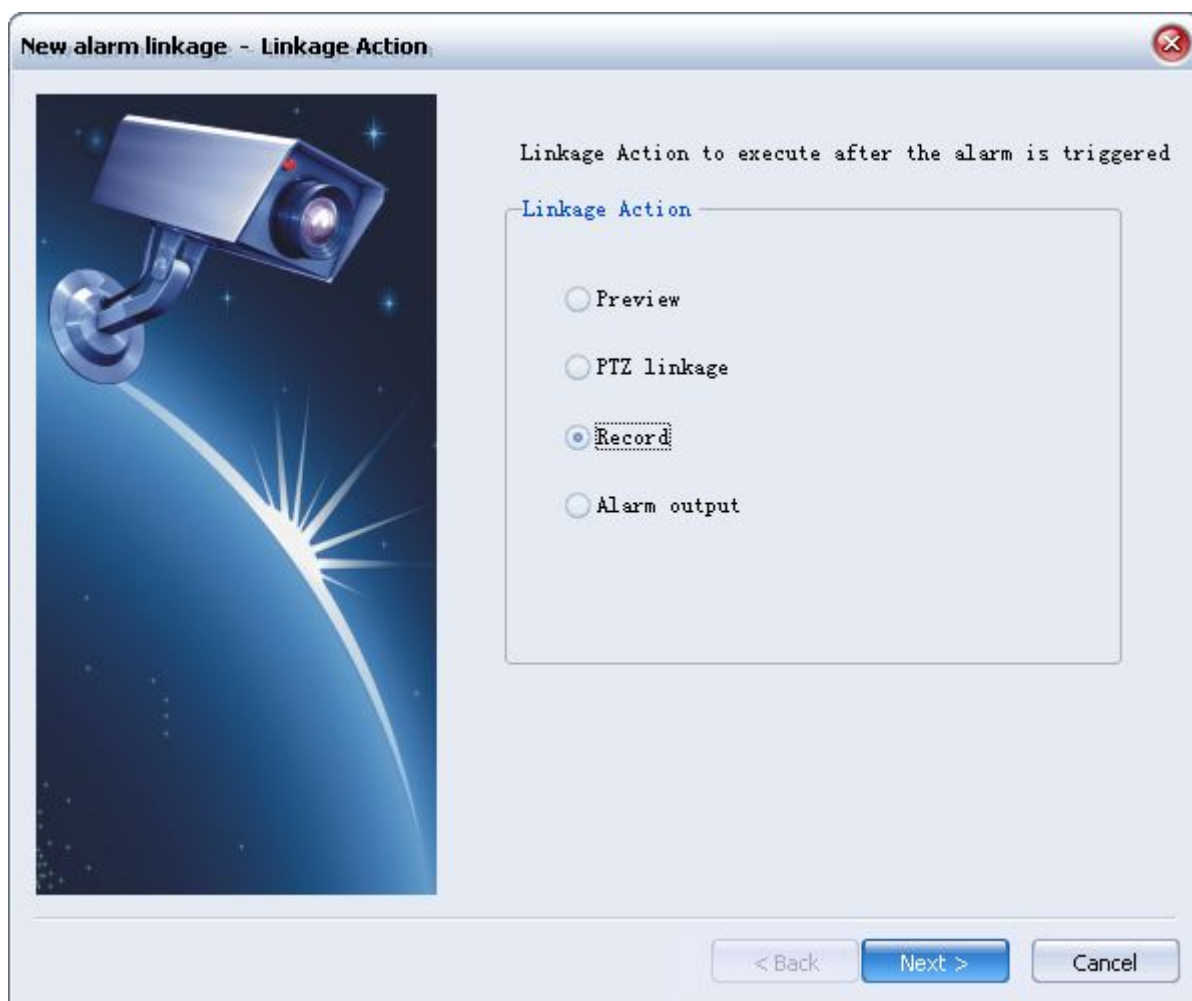 New alarm linkage - Linkage Action
Linkage Action to execute after the alarm is triggered
Linkage Action
Preview
PTZ linkage
Record
Alarm output
< Back
Next >
Cancel